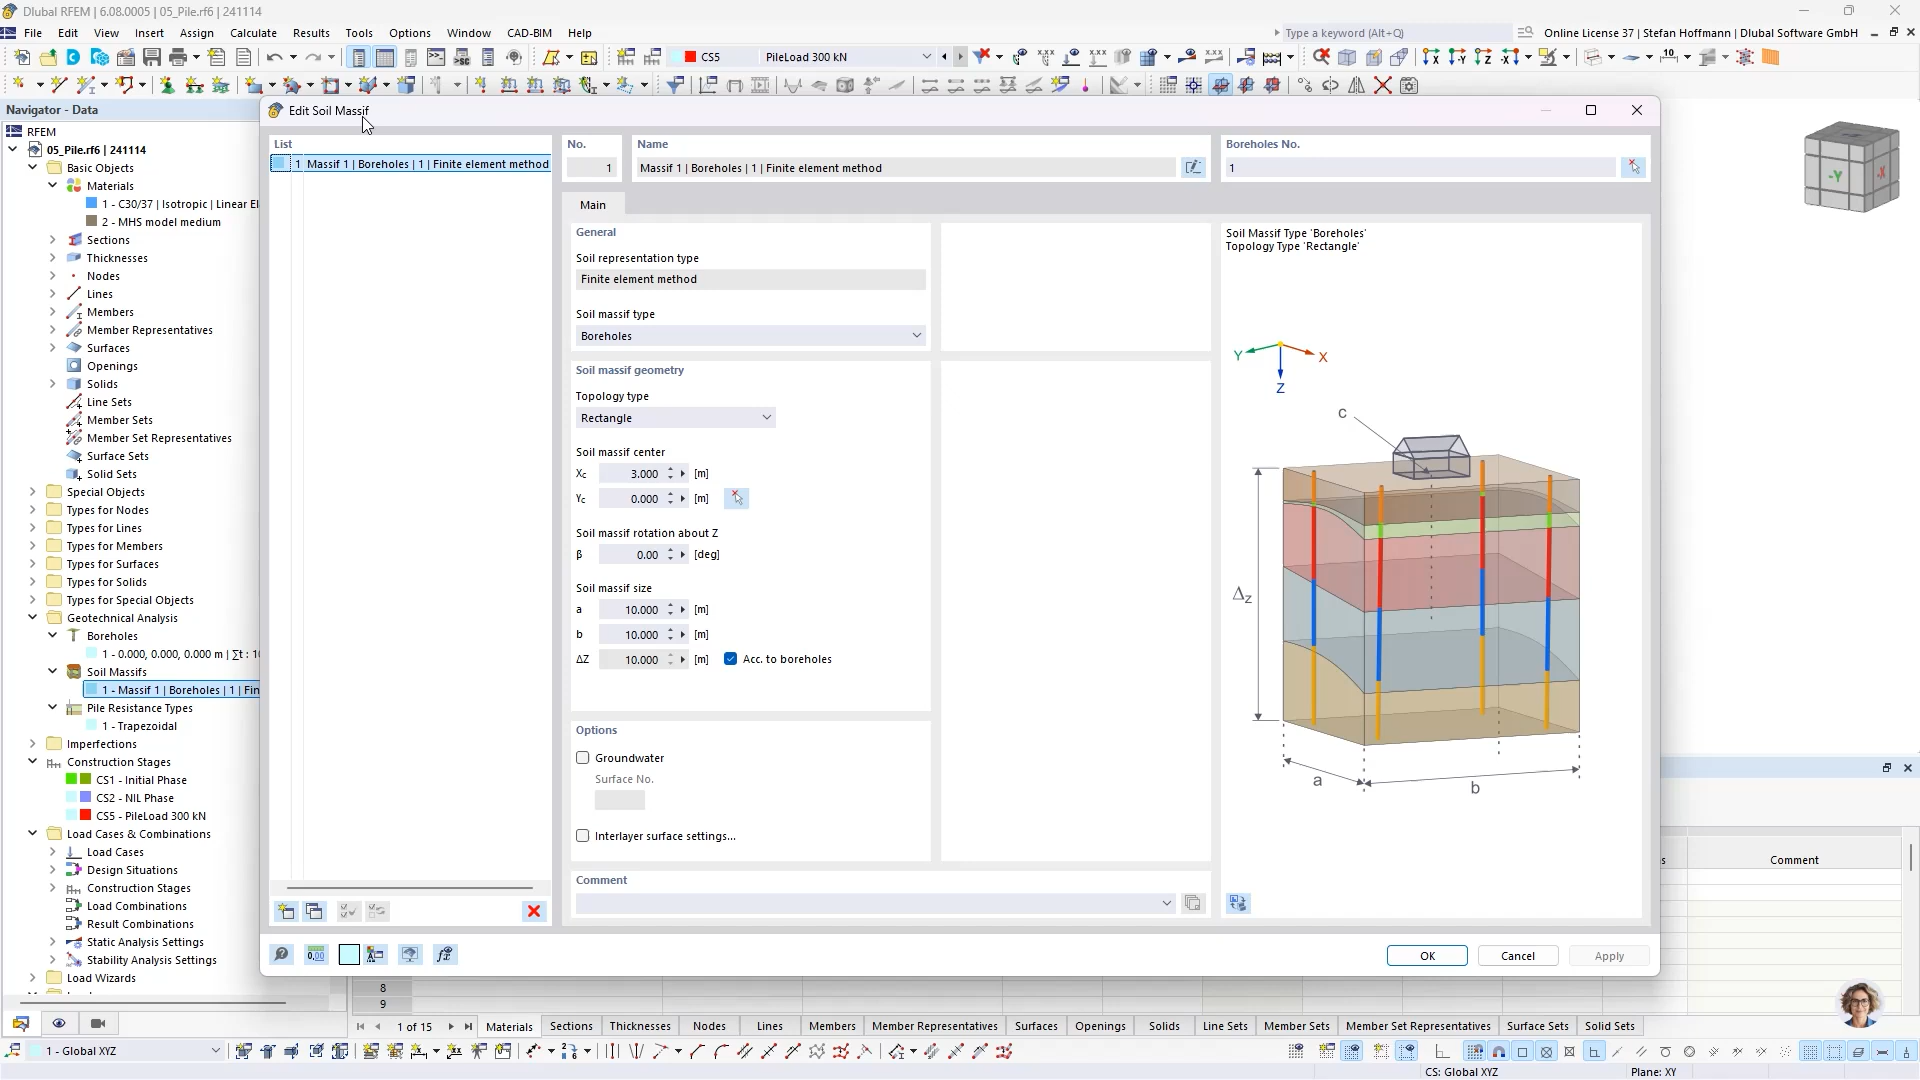 Dlubal RFEM | 6.08.0005 | 05_Pile.rf6 | 241114
File Edit View Insert Assign Calculate Results Tools Options Window CAD-BIM Help
Type a keyword (Alt+Q)
Online License 37 | Stefan Hoffmann | Dlubal Software GmbH
CS5 PileLoad 300 kN
Navigator - Data
RFEM
05_Pile.rf6 | 241114
Basic Objects
Materials
1 - C30/37 | Isotropic | Linear El
2 - MHS model medium
Sections
Thicknesses
Nodes
Lines
Members
Member Representatives
Surfaces
Openings
Solids
Line Sets
Member Sets
Member Set Representatives
Surface Sets
Solid Sets
Special Objects
Types for Nodes
Types for Lines
Types for Members
Types for Surfaces
Types for Solids
Types for Special Objects
Geotechnical Analysis
Boreholes
1 - 0.000, 0.000, 0.000 m | ∑t : 10
Soil Massifs
1 - Massif 1 | Boreholes | 1 | Fin
Pile Resistance Types
1 - Trapezoidal
Imperfections
Construction Stages
CS1 - Initial Phase
CS2 - NIL Phase
CS5 - PileLoad 300 kN
Load Cases & Combinations
Load Cases
Design Situations
Construction Stages
Load Combinations
Result Combinations
Static Analysis Settings
Stability Analysis Settings
Load Wizards
Edit Soil Massif
List
1 Massif 1 | Boreholes | 1 | Finite element method
No.
1
Name
Massif 1 | Boreholes | 1 | Finite element method
Boreholes No.
1
Main
General
Soil representation type
Finite element method
Soil massif type
Boreholes
Soil massif geometry
Topology type
Rectangle
Soil massif center
Xc 3.000 [m]
Yc 0.000 [m]
Soil massif rotation about Z
β 0.00 [deg]
Soil massif size
a 10.000 [m]
b 10.000 [m]
ΔZ 10.000 [m] Acc. to boreholes
Options
Groundwater
Surface No.
Interlayer surface settings...
Comment
Soil Massif Type 'Boreholes'
Topology Type 'Rectangle'
Y X
Z
c
Δz
a
b
OK Cancel Apply
-Y -X
s Comment
8
9
1 of 15 Materials Sections Thicknesses Nodes Lines Members Member Representatives Surfaces Openings Solids Line Sets Member Sets Member Set Representatives Surface Sets Solid Sets
1 - Global XYZ
CS: Global XYZ Plane: XY